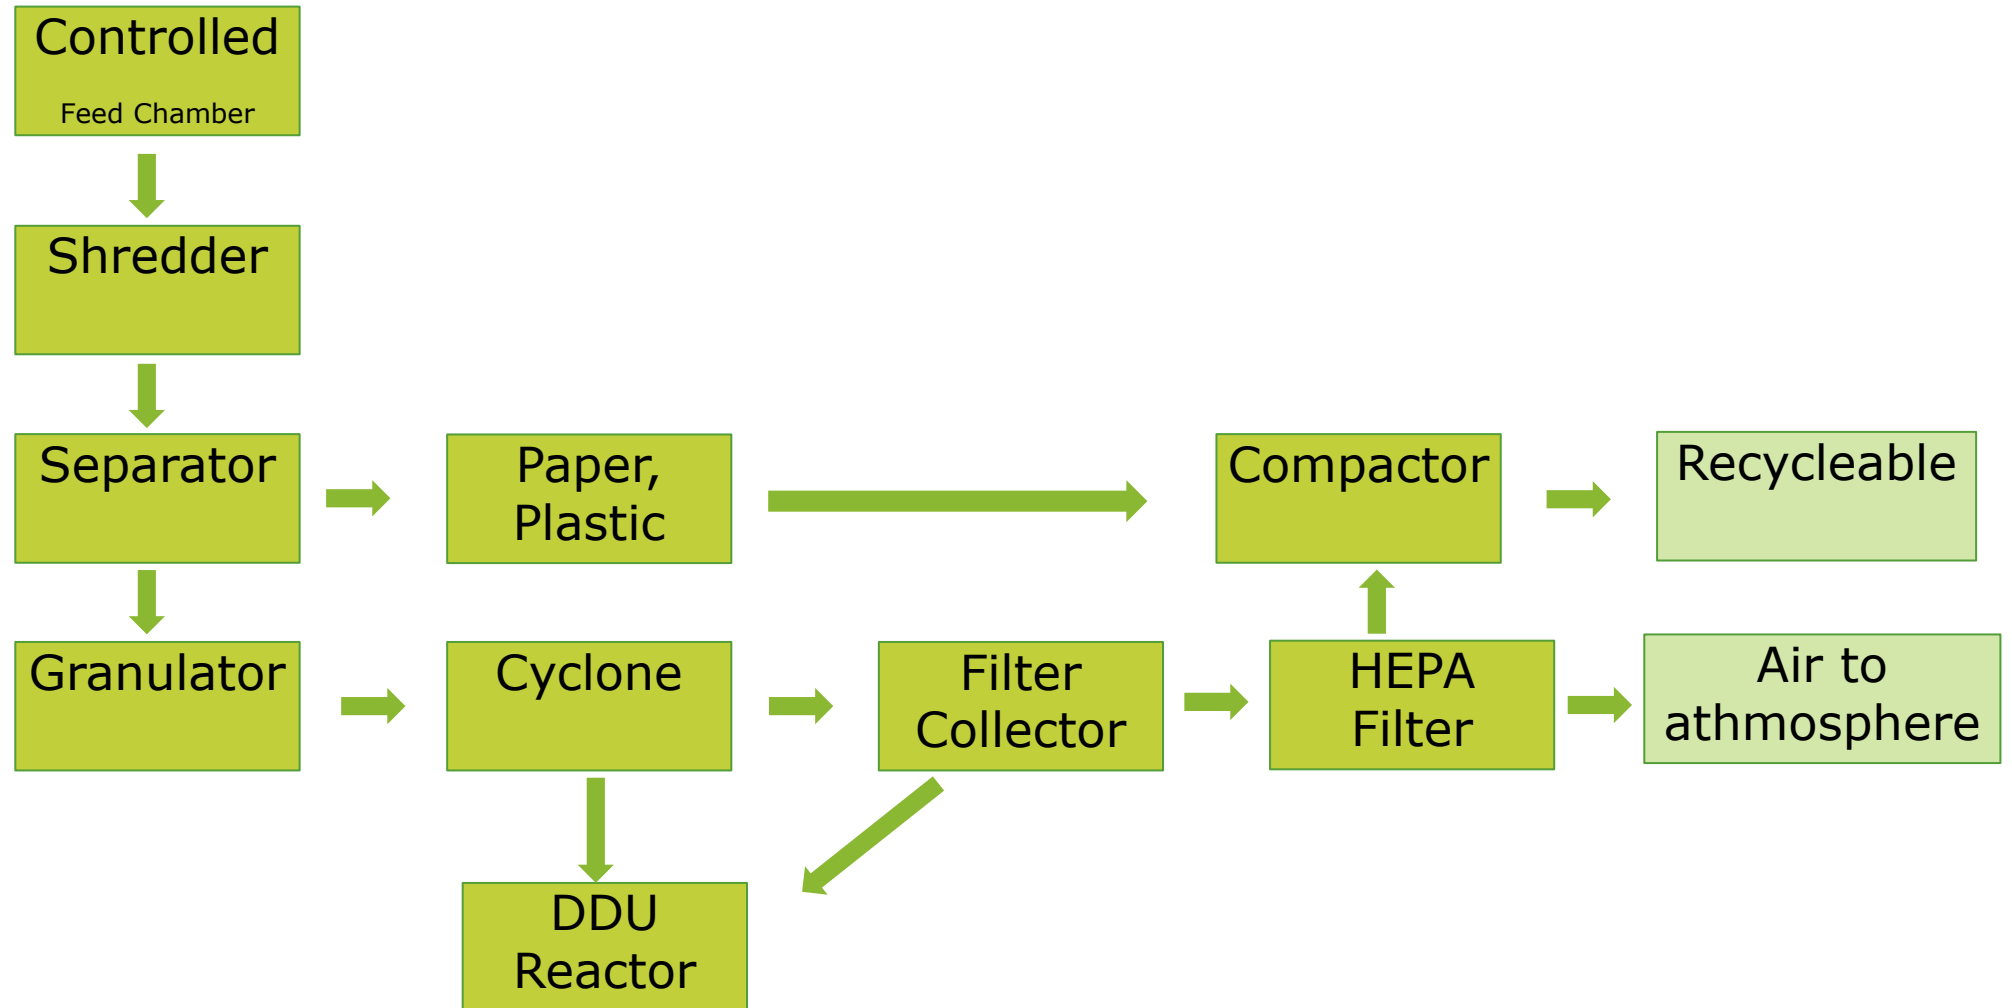 Controlled
Feed Chamber
Shredder
Separator
Paper,
Plastic
Compactor
Recycleable
Granulator
Cyclone
Filter
Collector
HEPA
Filter
Air to
athmosphere
DDU
Reactor